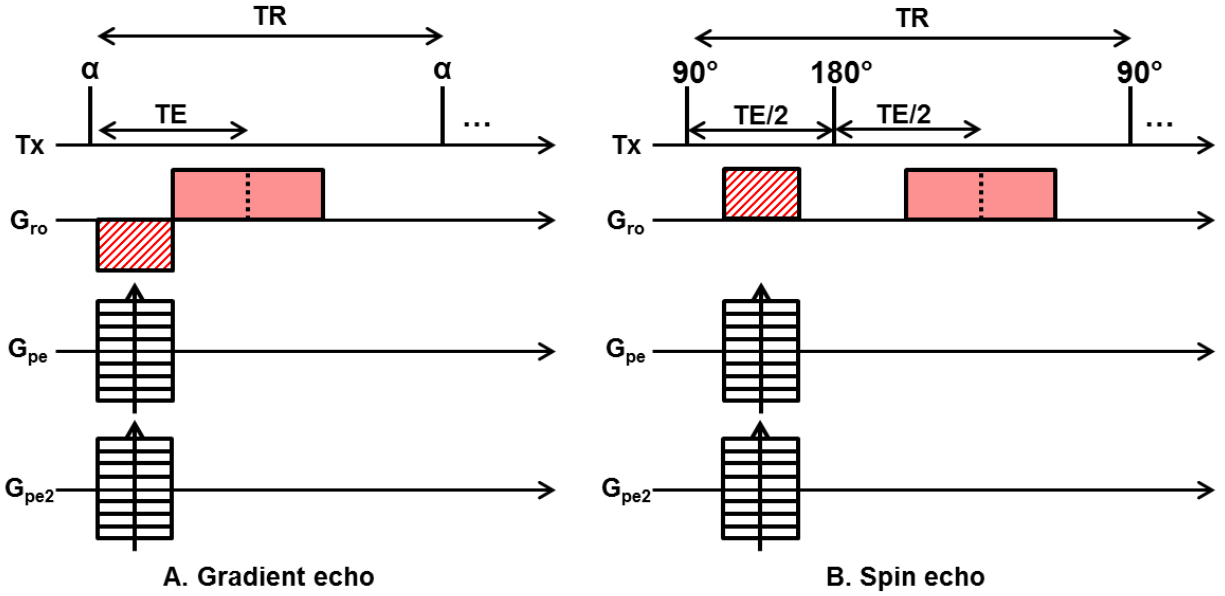 TR
α
α
TE
Tx
...
Gro
Gpe
Gpe2
A. Gradient echo
TR
90°
180°
90°
TE/2
TE/2
Tx
...
Gro
Gpe
Gpe2
B. Spin echo